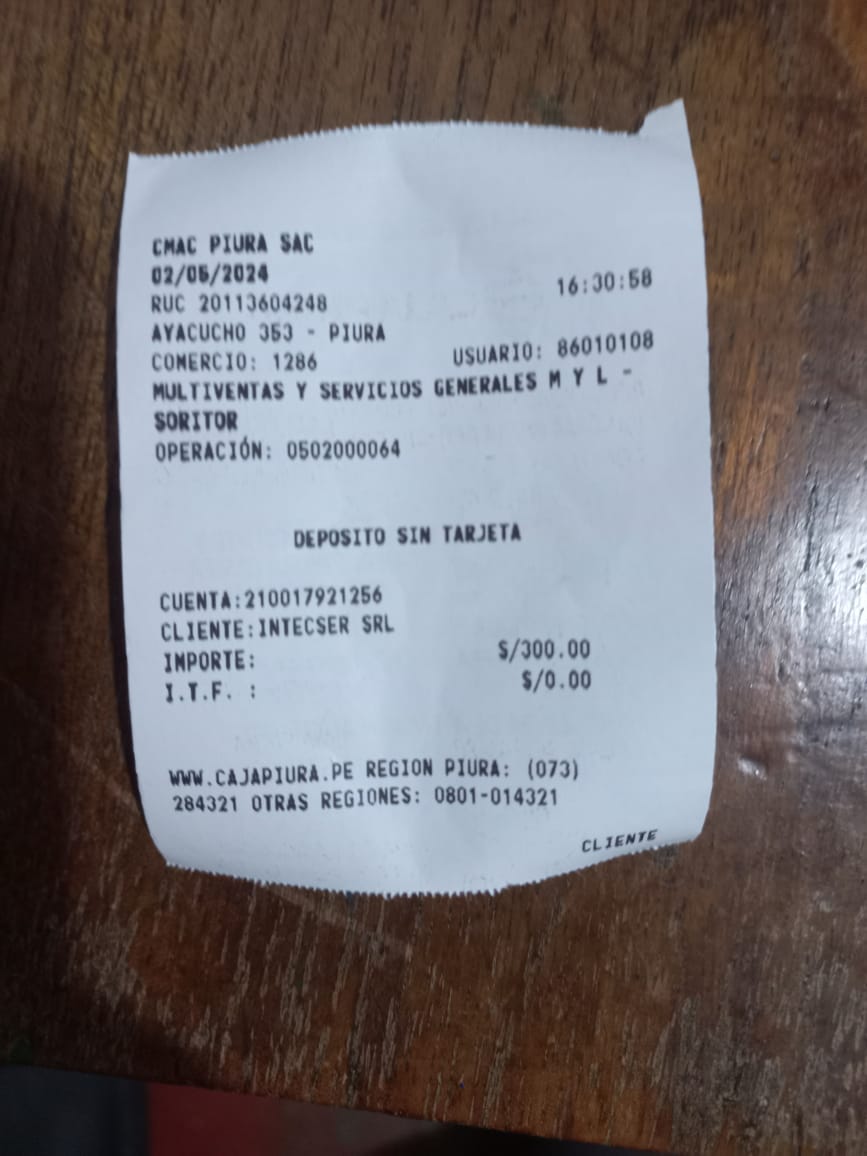 CMAC PIURA SAC
02/05/2024 16:30:58
RUC 20113604248
AYACUCHO 353 - PIURA
COMERCIO: 1286 USUARIO: 86010108
MULTIVENTAS Y SERVICIOS GENERALES M Y L -
SORITOR
OPERACIÓN: 0502000064
DEPOSITO SIN TARJETA
CUENTA:210017921256
CLIENTE:INTECSER SRL
IMPORTE: S/300.00
I.T.F. : S/0.00
WWW.CAJAPIURA.PE REGION PIURA: (073)
284321 OTRAS REGIONES: 0801-014321
CLIENTE